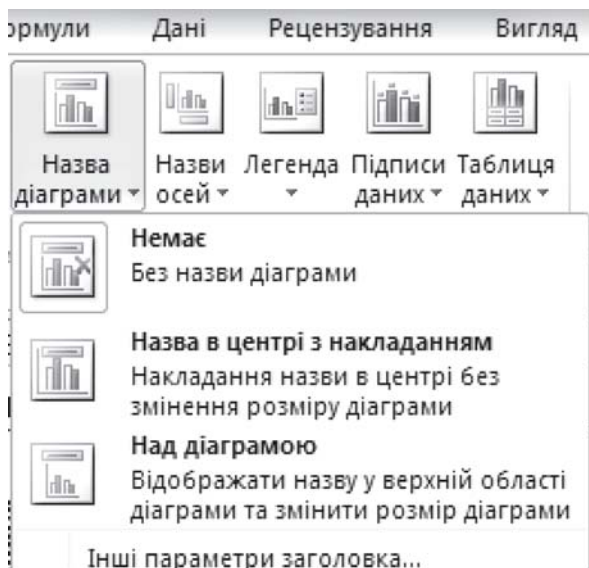 ормули Дані Рецензування Вигляд
Назва діаграми Назви осей Легенда Підписи даних Таблиця даних
Немає
Без назви діаграми
Назва в центрі з накладанням
Накладання назви в центрі без
змінення розміру діаграми
Над діаграмою
Відображати назву у верхній області
діаграми та змінити розмір діаграми
Інші параметри заголовка...